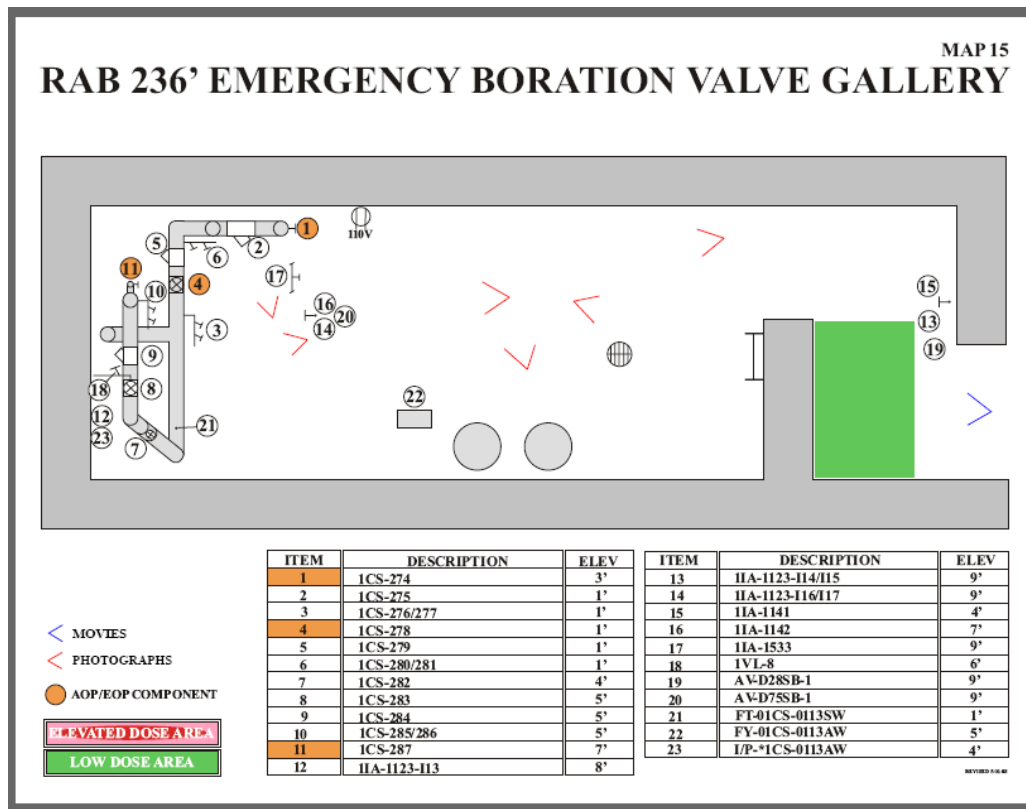 MAP 15
RAB 236’ EMERGENCY BORATION VALVE GALLERY
1
110V
5
6
2
11
10
4
17
16
20
14
3
15
13
19
9
18
8
12
23
7
21
22
ITEM DESCRIPTION ELEV
1 1CS-274 3’
2 1CS-275 1’
3 1CS-276/277 1’
4 1CS-278 1’
5 1CS-279 1’
6 1CS-280/281 1’
7 1CS-282 4’
8 1CS-283 5’
9 1CS-284 5’
10 1CS-285/286 5’
11 1CS-287 7’
12 1IA-1123-I13 8’
ITEM DESCRIPTION ELEV
13 1IA-1123-I14/I15 9’
14 1IA-1123-I16/I17 9’
15 1IA-1141 4’
16 1IA-1142 7’
17 1IA-1533 9’
18 1VL-8 6’
19 AV-D28SB-1 9’
20 AV-D75SB-1 9’
21 FT-01CS-0113SW 1’
22 FY-01CS-0113AW 5’
23 I/P-*1CS-0113AW 4’
MOVIES
PHOTOGRAPHS
AOP/EOP COMPONENT
ELEVATED DOSE AREA
LOW DOSE AREA
REVISED